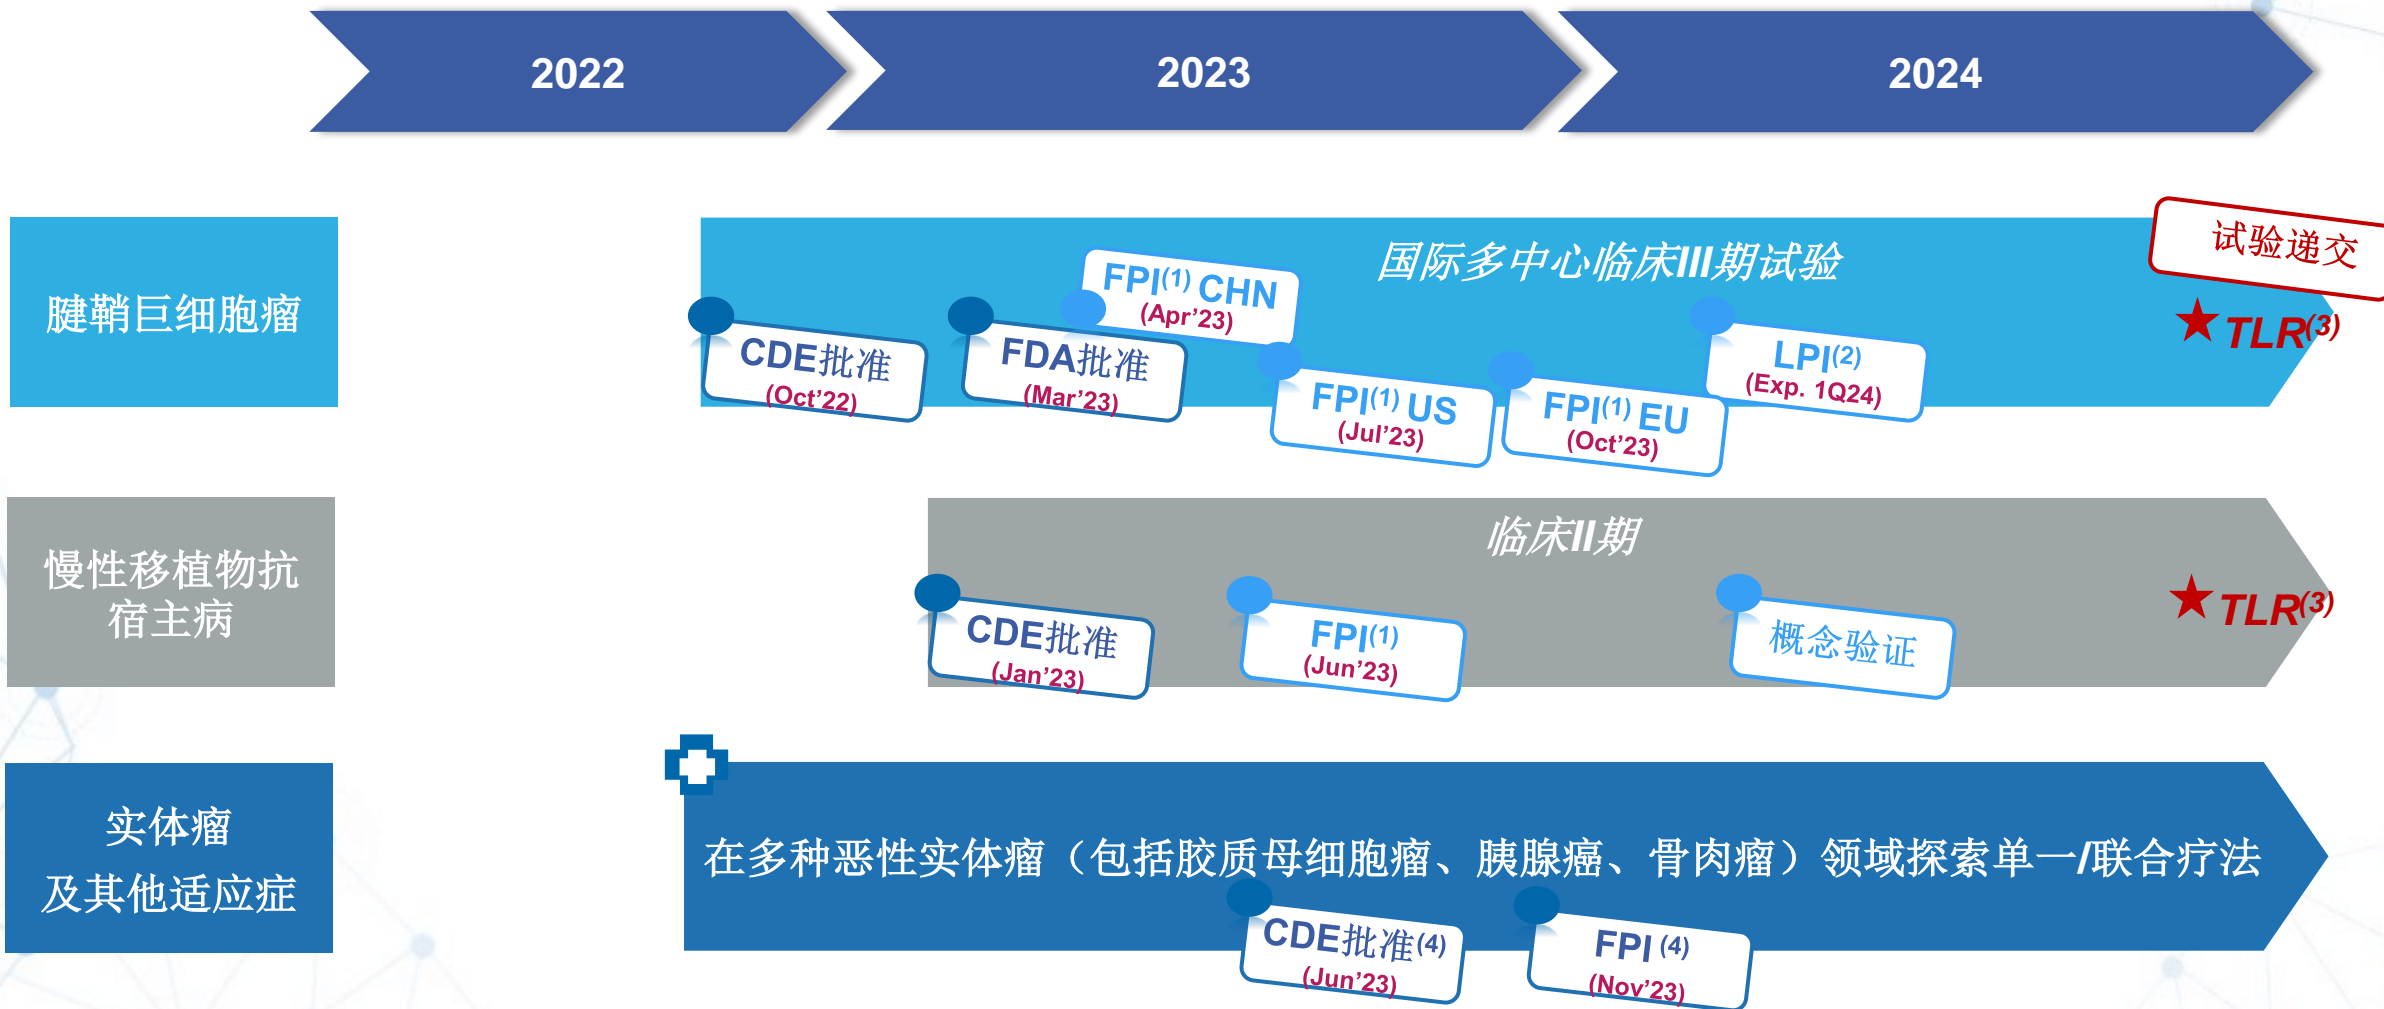 2022
2023
2024
腱鞘巨细胞瘤
国际多中心临床III期试验
试验递交
CDE批准
(Oct’22)
FDA批准
(Mar’23)
FPI(1) CHN
(Apr’23)
FPI(1) US
(Jul’23)
FPI(1) EU
(Oct’23)
LPI(2)
(Exp. 1Q24)
TLR(3)
慢性移植物抗
宿主病
临床II期
CDE批准
(Jan’23)
FPI(1)
(Jun’23)
概念验证
TLR(3)
实体瘤
及其他适应症
在多种恶性实体瘤（包括胶质母细胞瘤、胰腺癌、骨肉瘤）领域探索单一/联合疗法
CDE批准(4)
(Jun’23)
FPI (4)
(Nov’23)